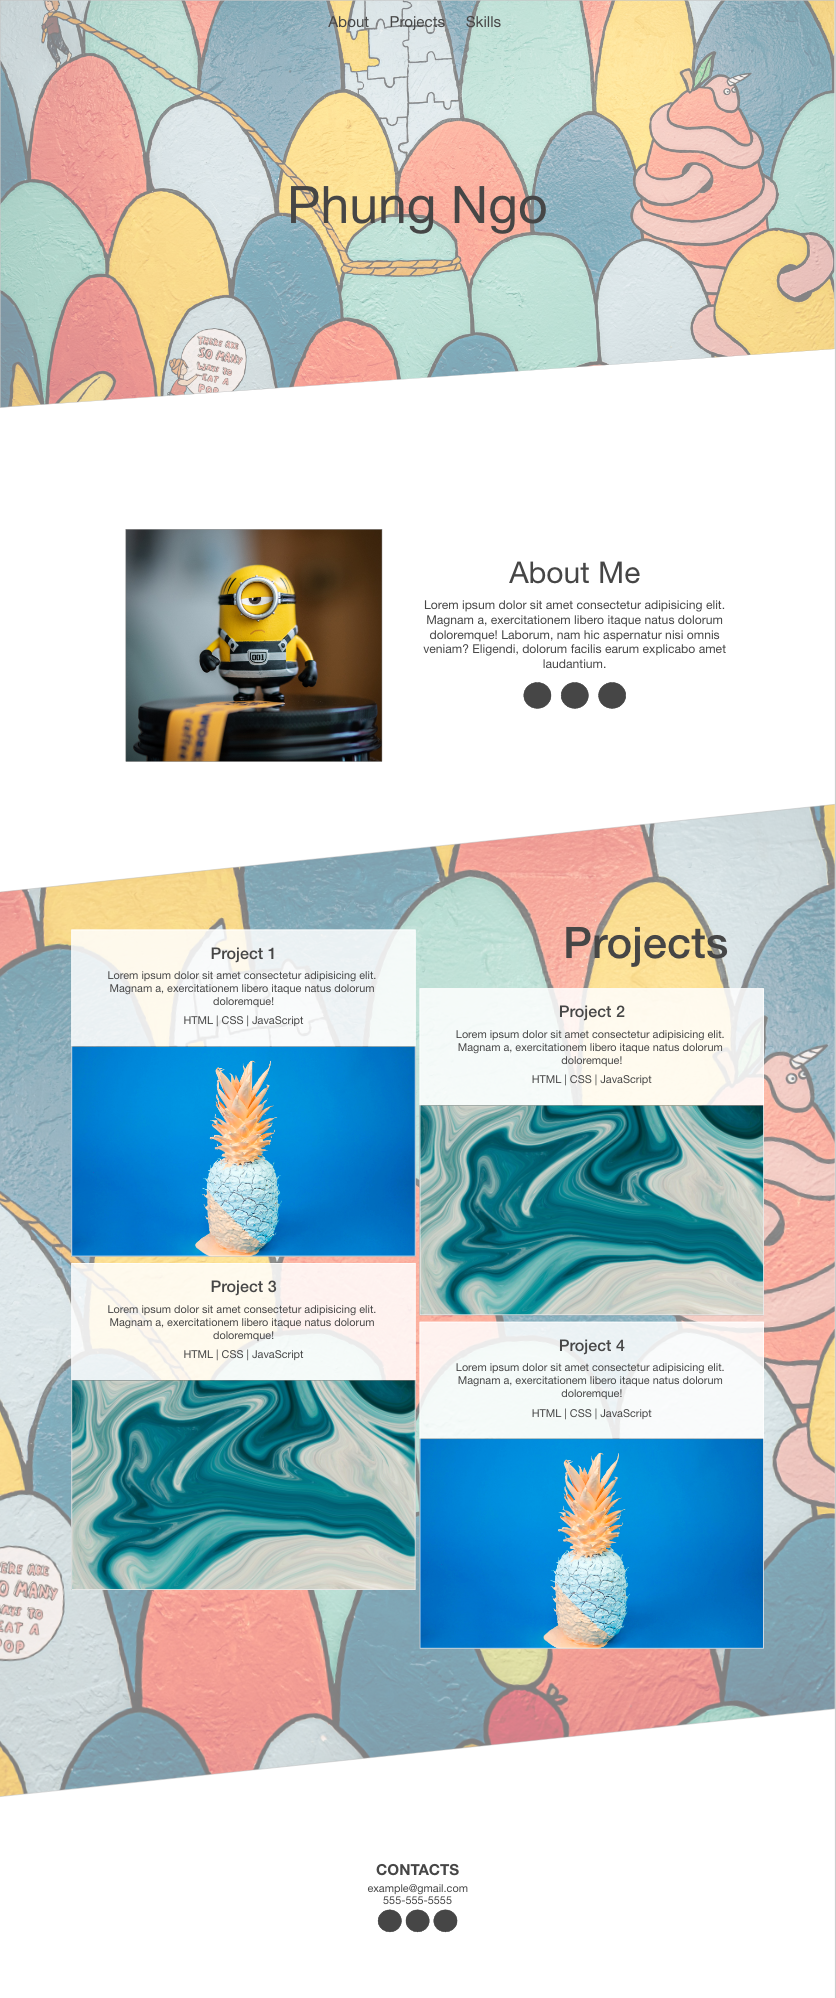 About Projects Skills
Phung Ngo
THERE ARE
SO MANY
WAYS TO
EAT A
POP
About Me
Lorem ipsum dolor sit amet consectetur adipisicing elit.
Magnam a, exercitationem libero itaque natus dolorum
doloremque! Laborum, nam hic aspernatur nisi omnis
veniam? Eligendi, dolorum facilis earum explicabo amet
laudantium.
001
WORK
coffee
Projects
Project 1
Lorem ipsum dolor sit amet consectetur adipisicing elit.
Magnam a, exercitationem libero itaque natus dolorum
doloremque!
HTML | CSS | JavaScript
Project 2
Lorem ipsum dolor sit amet consectetur adipisicing elit.
Magnam a, exercitationem libero itaque natus dolorum
doloremque!
HTML | CSS | JavaScript
Project 3
Lorem ipsum dolor sit amet consectetur adipisicing elit.
Magnam a, exercitationem libero itaque natus dolorum
doloremque!
HTML | CSS | JavaScript
Project 4
Lorem ipsum dolor sit amet consectetur adipisicing elit.
Magnam a, exercitationem libero itaque natus dolorum
doloremque!
HTML | CSS | JavaScript
ARE
MANY
TO
EAT A
POP
CONTACTS
example@gmail.com
555-555-5555